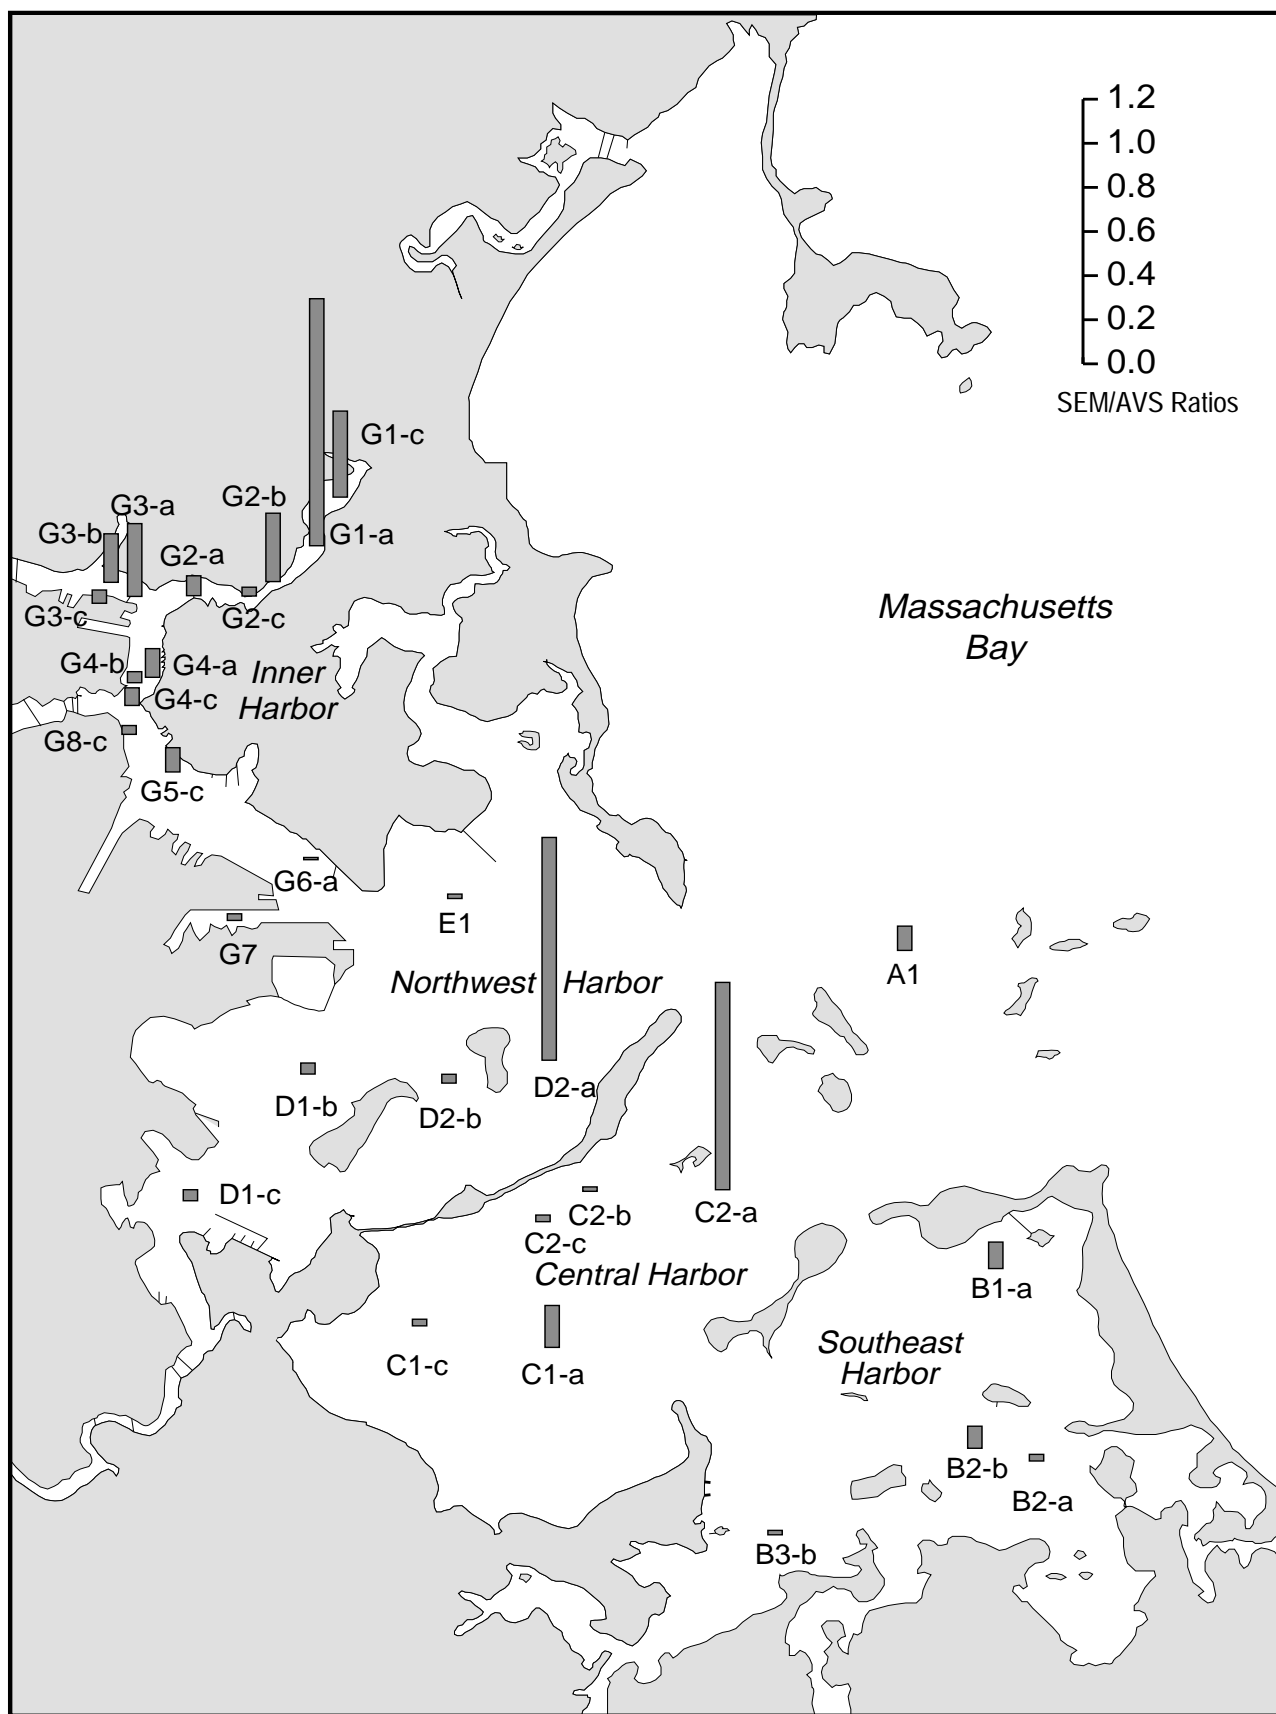 1.2
1.0
0.8
0.6
0.4
0.2
0.0
SEM/AVS Ratios
G1-c
G2-b
G3-a
G3-b
G1-a
G2-a
G3-c
G2-c
Massachusetts
Bay
G4-b
G4-a
Inner
Harbor
G4-c
G8-c
G5-c
G6-a
E1
G7
A1
Northwest Harbor
D2-a
D1-b
D2-b
D1-c
C2-b
C2-a
C2-c
Central Harbor
B1-a
Southeast
Harbor
C1-c
C1-a
B2-b
B2-a
B3-b